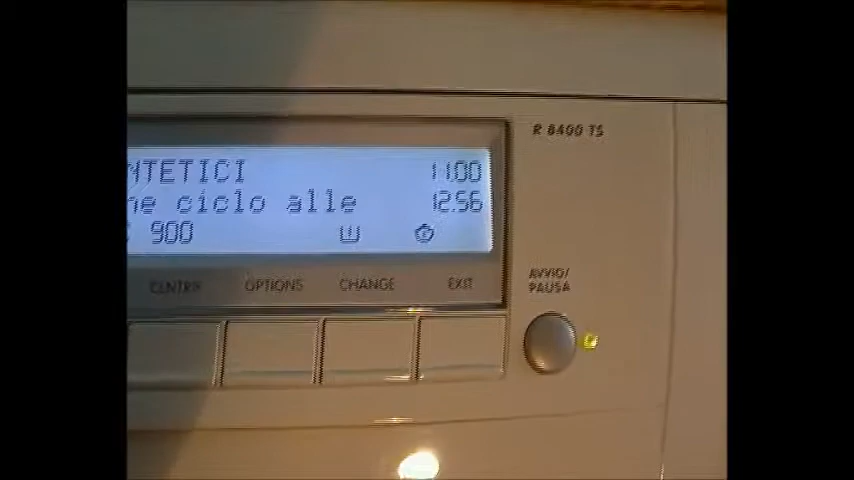 NTETICI 11:00
ne ciclo alle 12:56
900
R 8400 TS
CENTRIF. OPTIONS CHANGE EXIT
AVVIO/
PAUSA